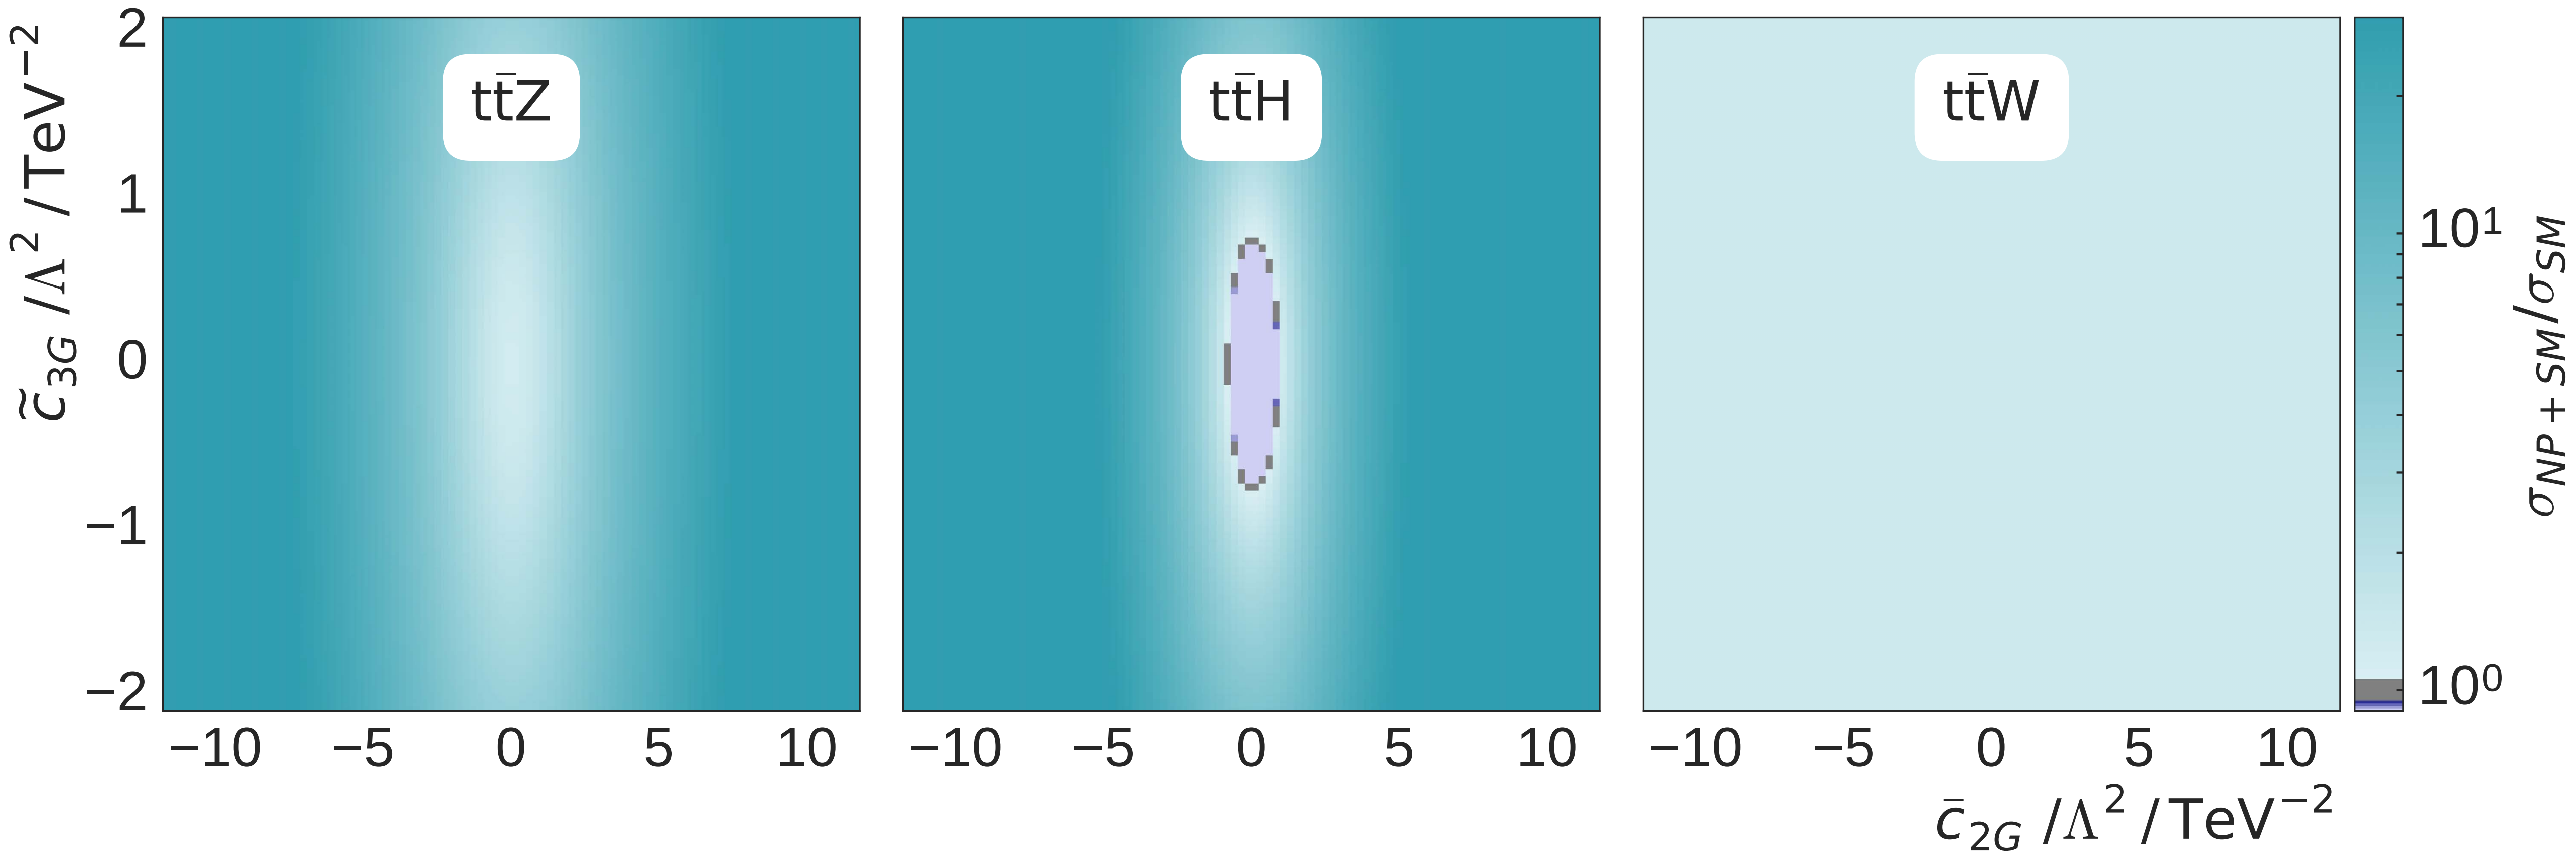 c̃₃G /Λ² / TeV⁻²
2
1
0
−1
−2
tt̄Z
tt̄H
tt̄W
−10 −5 0 5 10
−10 −5 0 5 10
−10 −5 0 5 10
c̄₂G /Λ² / TeV⁻²
10¹
10⁰
σNP+SM/σSM